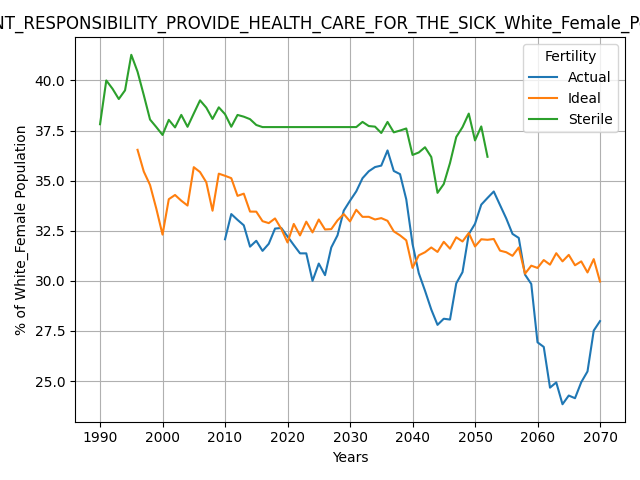 NT_RESPONSIBILITY_PROVIDE_HEALTH_CARE_FOR_THE_SICK_White_Female_P
Fertility
Actual
Ideal
Sterile
% of White_Female Population
40.0
37.5
35.0
32.5
30.0
27.5
25.0
1990 2000 2010 2020 2030 2040 2050 2060 2070
Years